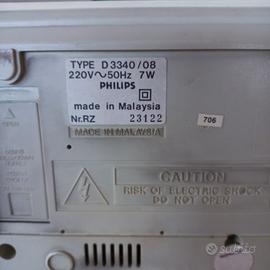 TYPE D 3340/08
220V~50Hz 7W
PHILIPS
made in Malaysia
Nr.RZ 23122
MADE IN MALAYSIA
706
OPEN
CAUTION
RISK OF ELECTRIC SHOCK
DO NOT OPEN
subito